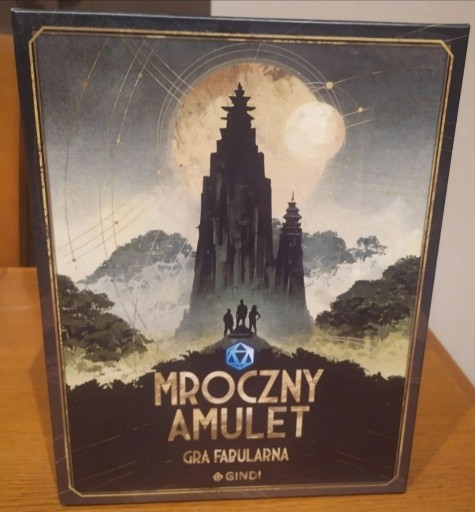 MROCZNY
AMULET
GRA FABULARNA
GINDI